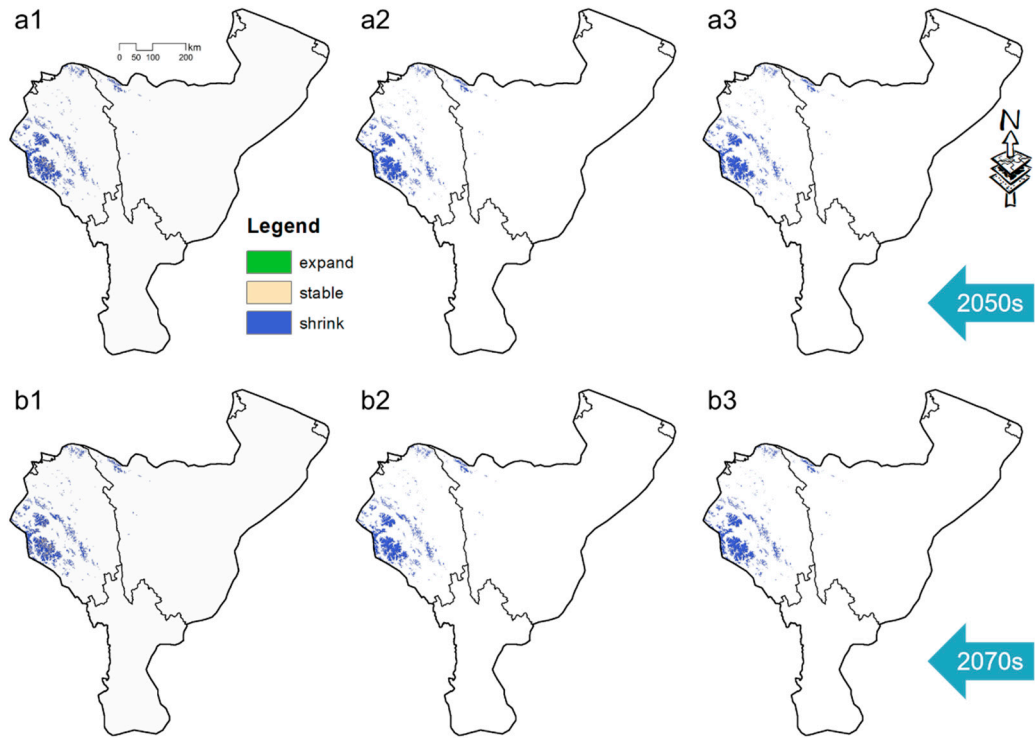 a1
a2
a3
km
0 50 100 200
N
Legend
expand
stable
shrink
2050s
b1
b2
b3
2070s